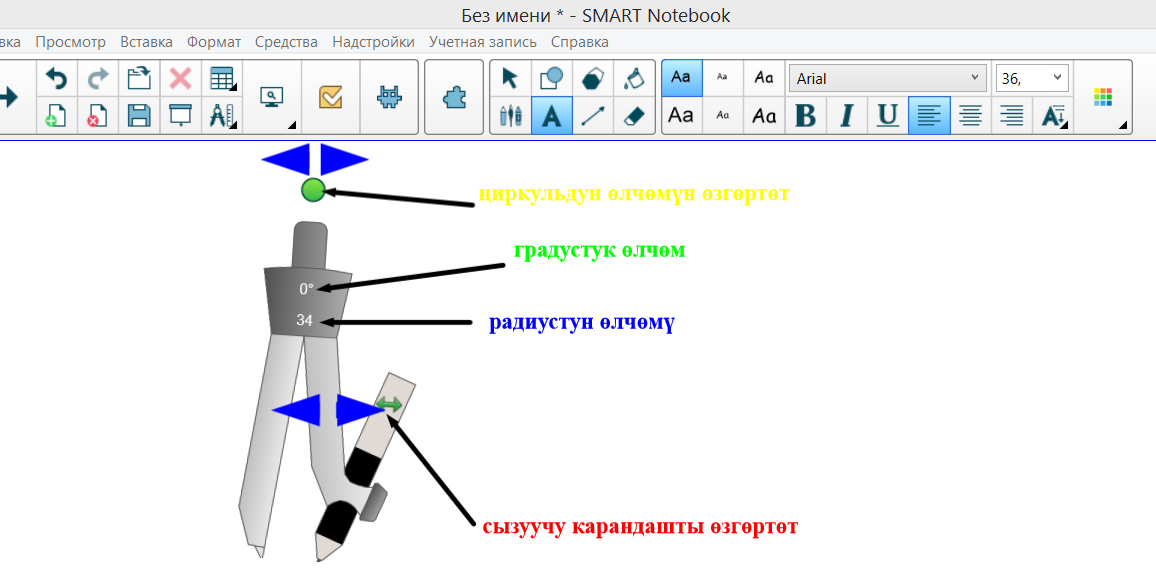 Без имени * - SMART Notebook
вка Просмотр Вставка Формат Средства Надстройки Учетная запись Справка
Aa Aa Aa Arial 36,
Aa Aa Aa B I U A
циркульдун өлчөмүн өзгөртөт
градустук өлчөм
0°
34
радиустун өлчөмү
сызуучу карандашты өзгөртөт